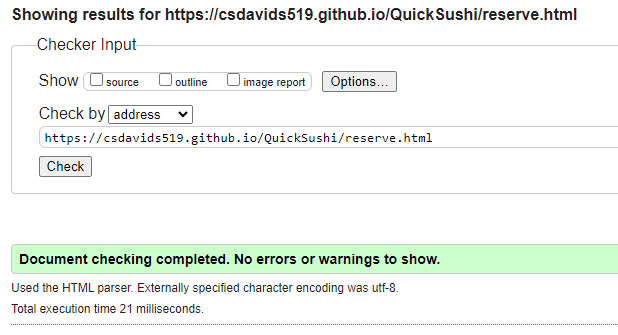 Showing results for https://csdavids519.github.io/QuickSushi/reserve.html
Checker Input
Show source outline image report Options...
Check by address
https://csdavids519.github.io/QuickSushi/reserve.html
Check
Document checking completed. No errors or warnings to show.
Used the HTML parser. Externally specified character encoding was utf-8.
Total execution time 21 milliseconds.